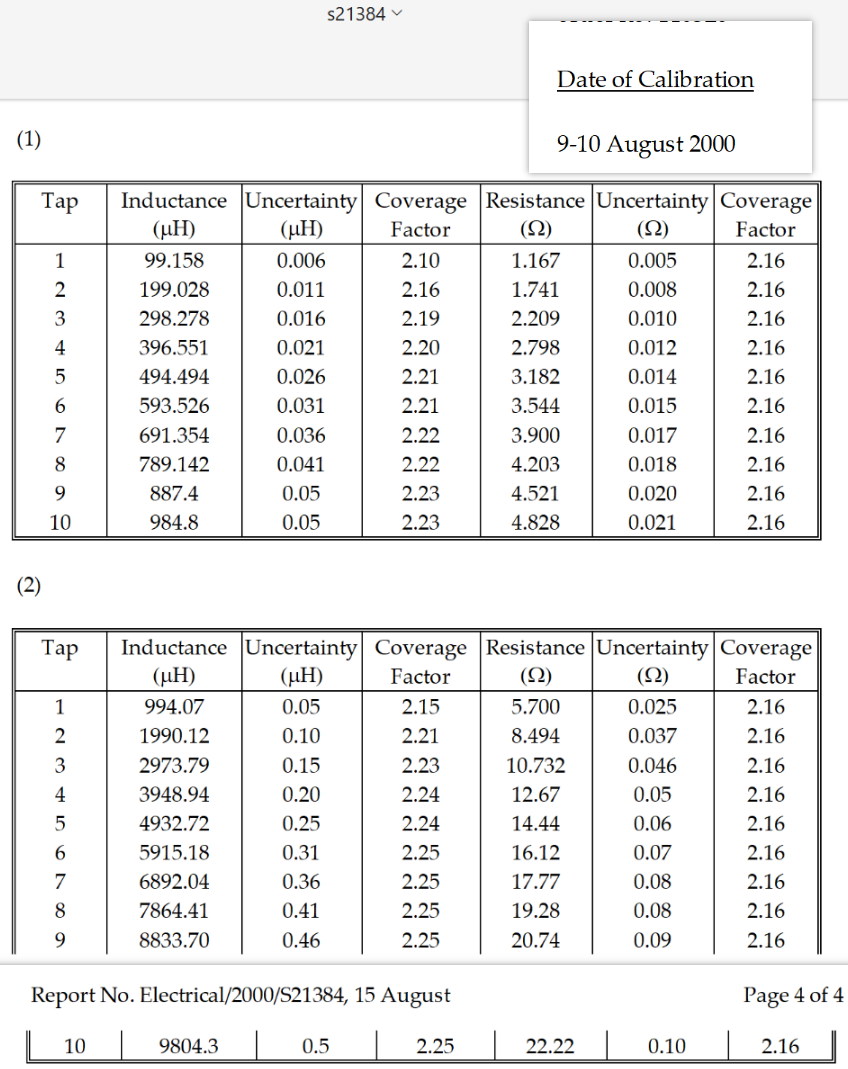 s21384
Date of Calibration
9-10 August 2000
(1)
Tap Inductance Uncertainty Coverage Resistance Uncertainty Coverage
(μH) (μH) Factor (Ω) (Ω) Factor
1 99.158 0.006 2.10 1.167 0.005 2.16
2 199.028 0.011 2.16 1.741 0.008 2.16
3 298.278 0.016 2.19 2.209 0.010 2.16
4 396.551 0.021 2.20 2.798 0.012 2.16
5 494.494 0.026 2.21 3.182 0.014 2.16
6 593.526 0.031 2.21 3.544 0.015 2.16
7 691.354 0.036 2.22 3.900 0.017 2.16
8 789.142 0.041 2.22 4.203 0.018 2.16
9 887.4 0.05 2.23 4.521 0.020 2.16
10 984.8 0.05 2.23 4.828 0.021 2.16
(2)
Tap Inductance Uncertainty Coverage Resistance Uncertainty Coverage
(μH) (μH) Factor (Ω) (Ω) Factor
1 994.07 0.05 2.15 5.700 0.025 2.16
2 1990.12 0.10 2.21 8.494 0.037 2.16
3 2973.79 0.15 2.23 10.732 0.046 2.16
4 3948.94 0.20 2.24 12.67 0.05 2.16
5 4932.72 0.25 2.24 14.44 0.06 2.16
6 5915.18 0.31 2.25 16.12 0.07 2.16
7 6892.04 0.36 2.25 17.77 0.08 2.16
8 7864.41 0.41 2.25 19.28 0.08 2.16
9 8833.70 0.46 2.25 20.74 0.09 2.16
Report No. Electrical/2000/S21384, 15 August Page 4 of 4
10 9804.3 0.5 2.25 22.22 0.10 2.16